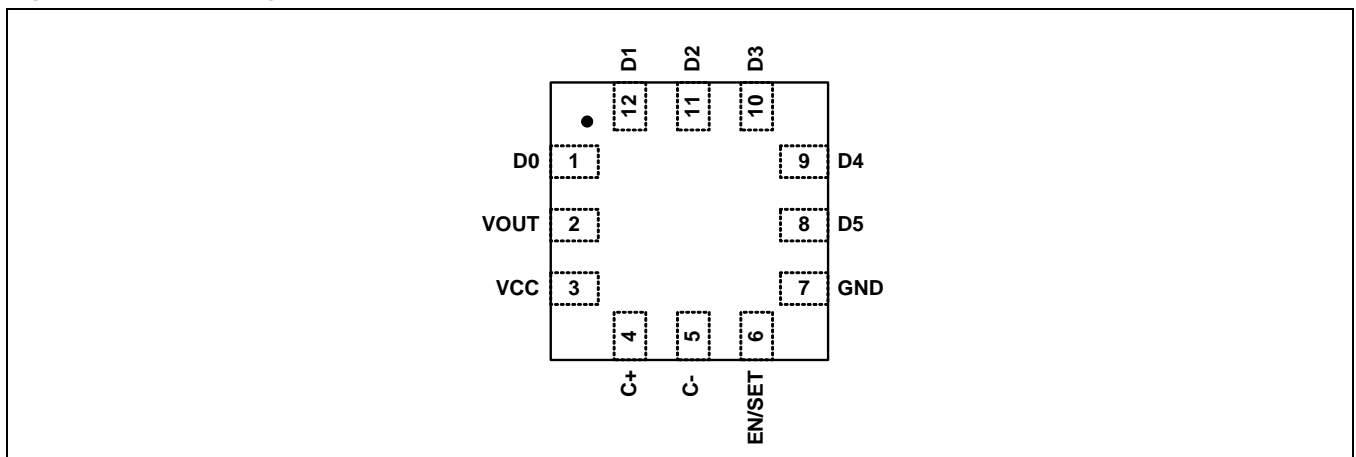 D1 D2 D3
12 11 10
D0 1 9 D4
VOUT 2 8 D5
VCC 3 7 GND
4 5 6
C+ C- EN/SET